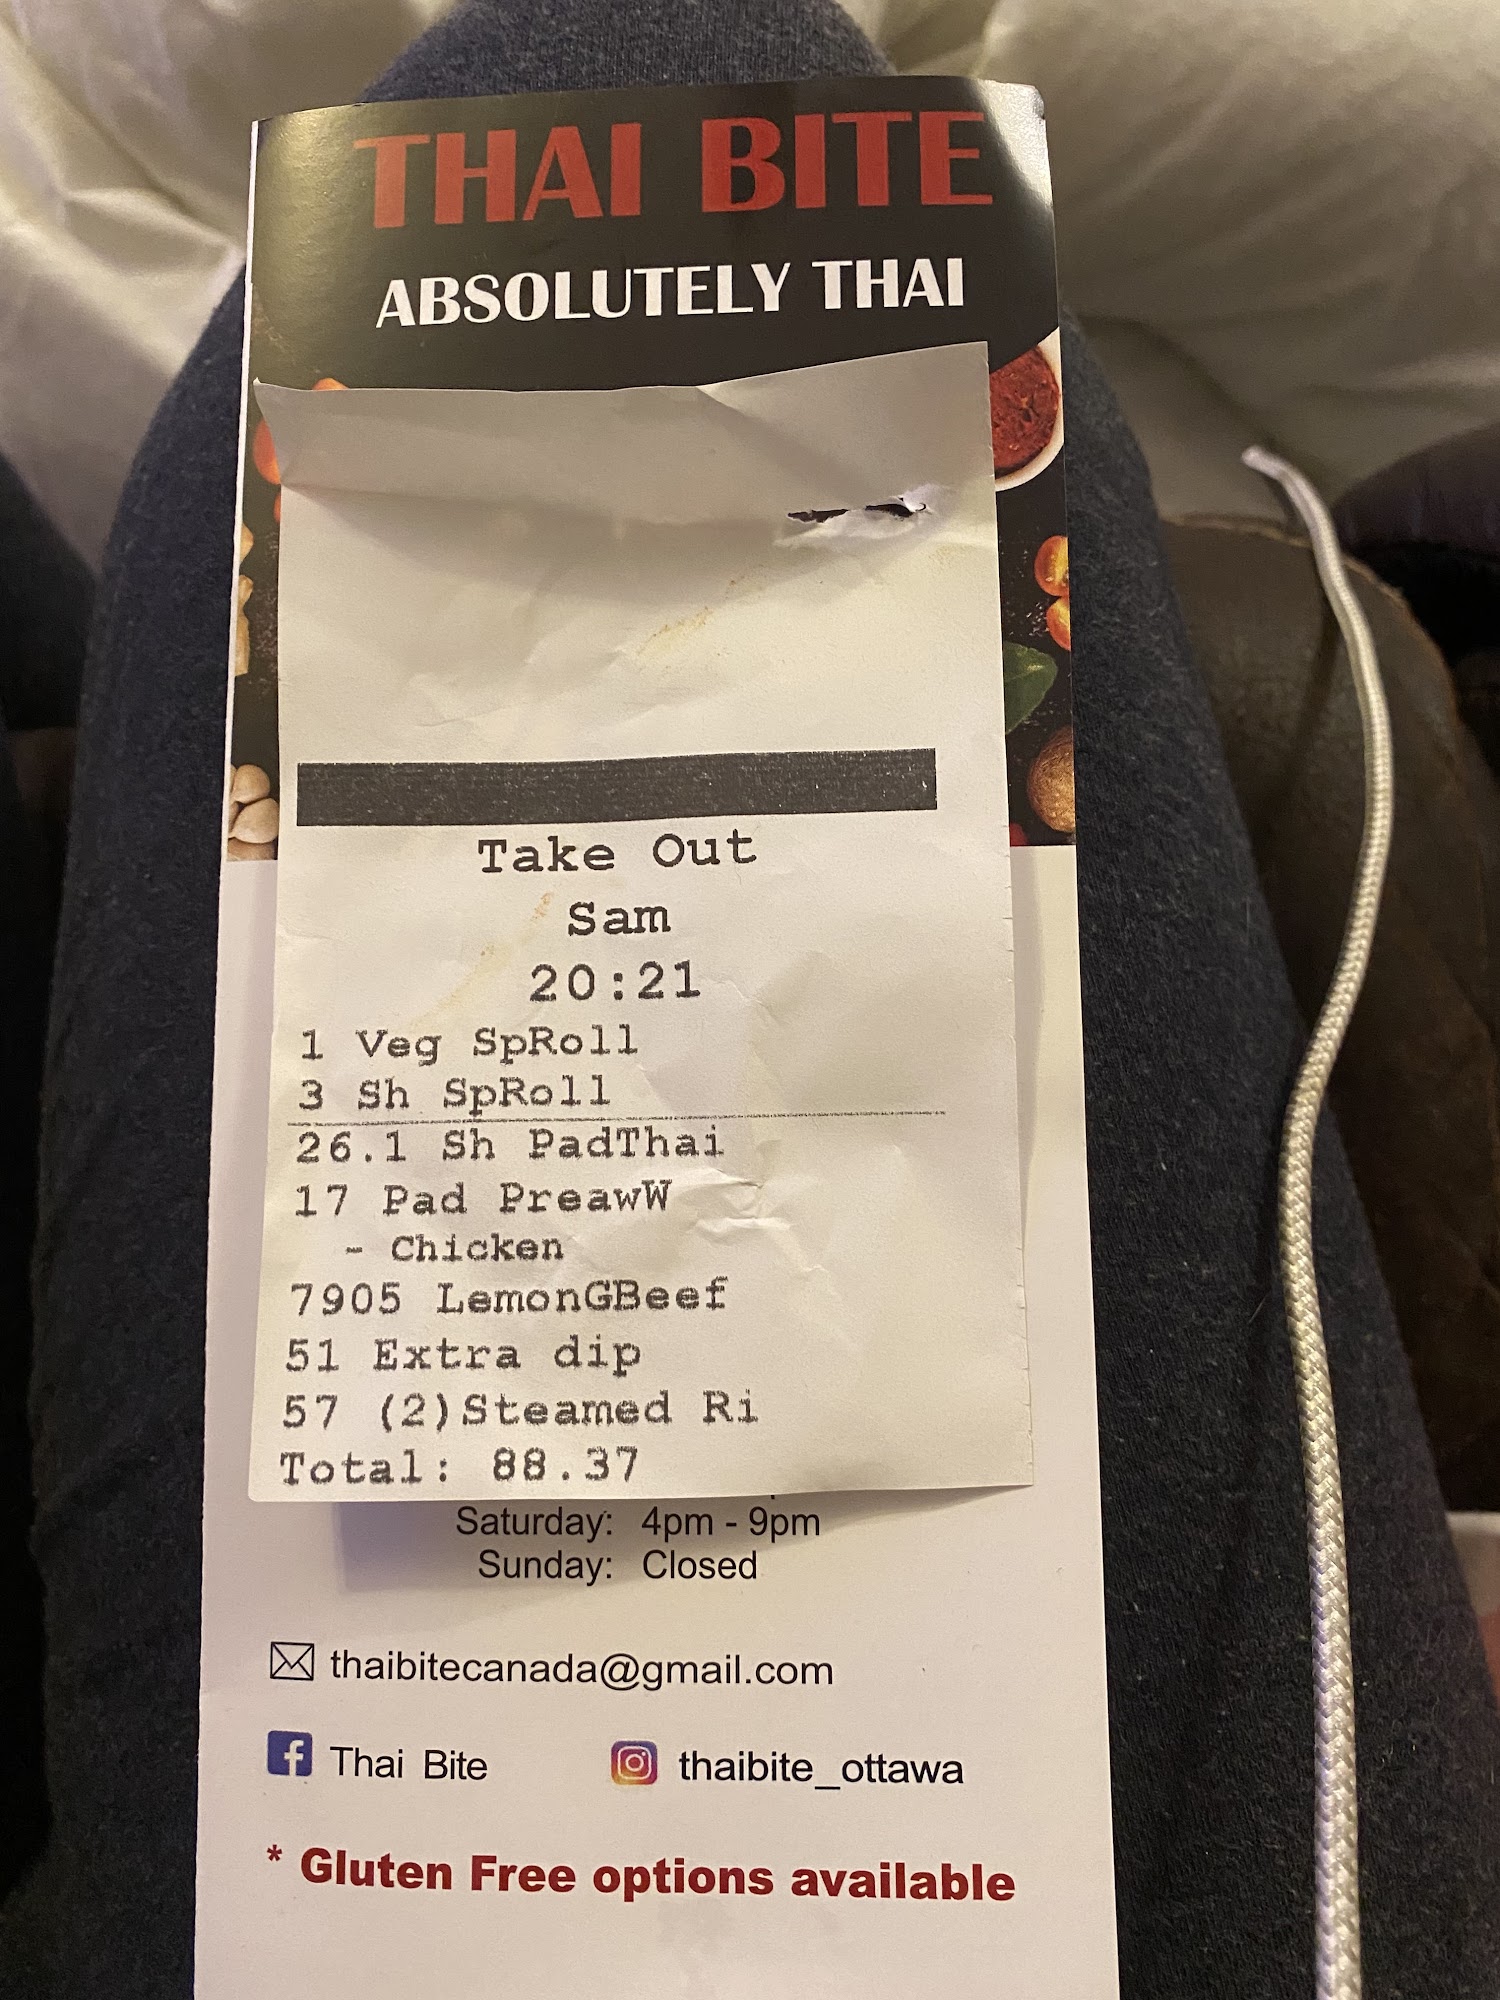 THAI BITE
ABSOLUTELY THAI
Take Out
Sam
20:21
1 Veg SpRoll
3 Sh SpRoll
26.1 Sh PadThai
17 Pad PreawW
- Chicken
7905 LemonGBeef
51 Extra dip
57 (2)Steamed Ri
Total: 88.37
Saturday: 4pm - 9pm
Sunday: Closed
thaibitecanada@gmail.com
f Thai Bite thaibite_ottawa
* Gluten Free options available